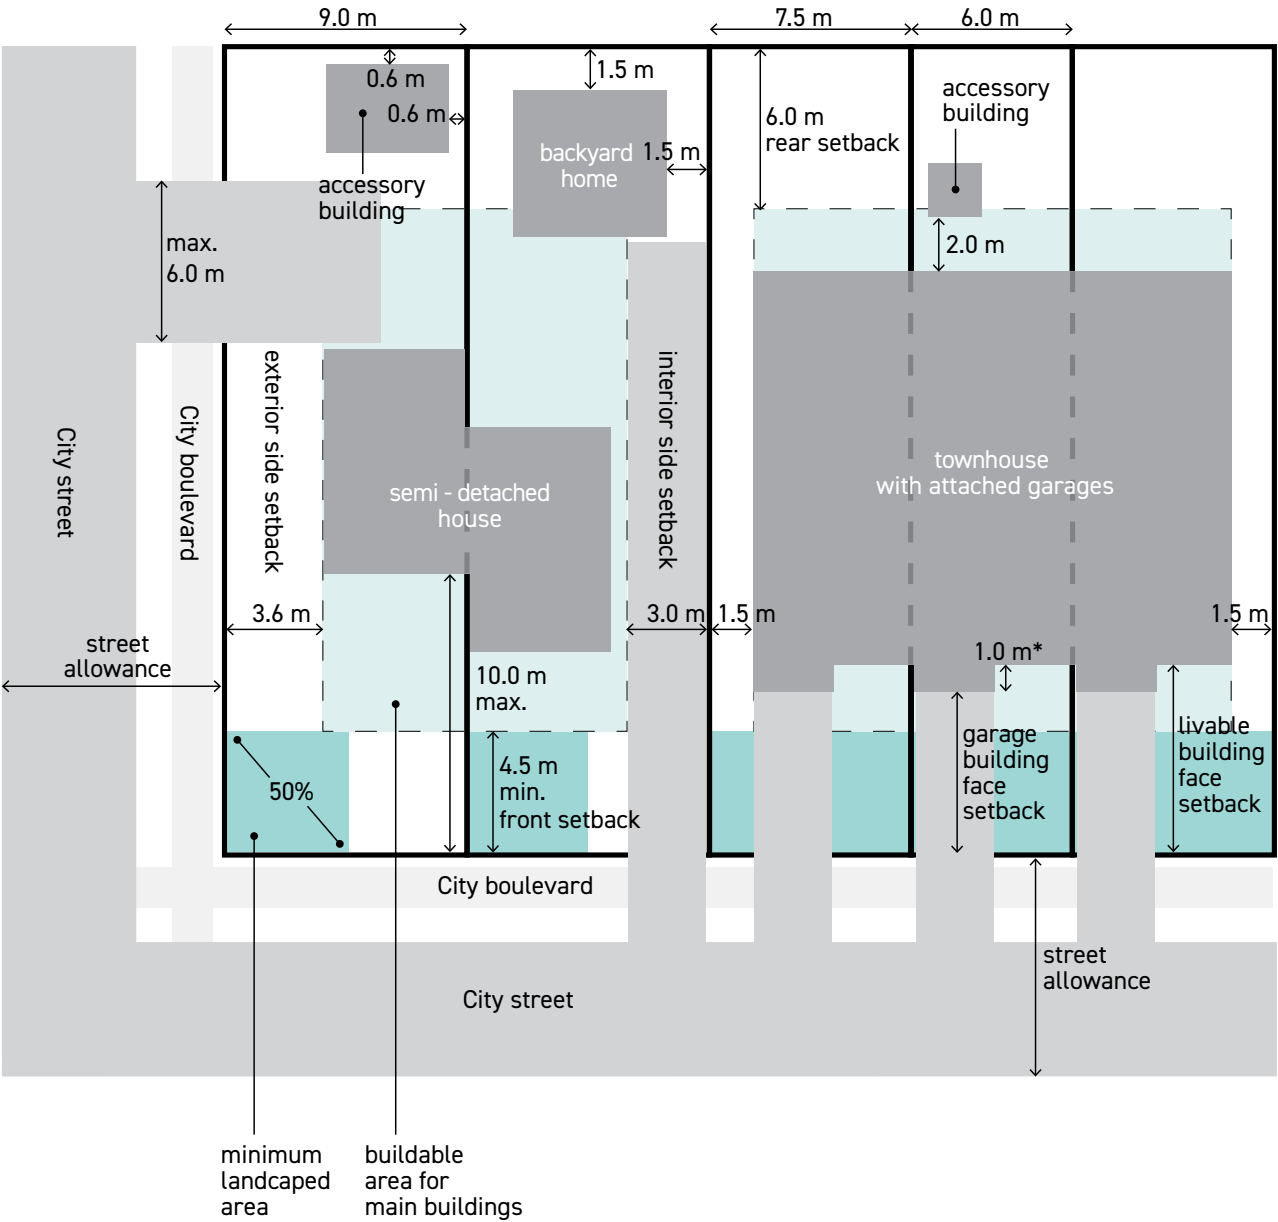 9.0 m
7.5 m
6.0 m
0.6 m
0.6 m
1.5 m
backyard
home
1.5 m
6.0 m
rear setback
accessory
building
accessory
building
max.
6.0 m
2.0 m
City street
City boulevard
exterior side setback
interior side setback
semi - detached
house
townhouse
with attached garages
3.6 m
3.0 m
1.5 m
1.5 m
street
allowance
1.0 m*
10.0 m
max.
50%
4.5 m
min.
front setback
garage
building
face
setback
livable
building
face
setback
City boulevard
street
allowance
City street
minimum
landcaped
area
buildable
area for
main buildings